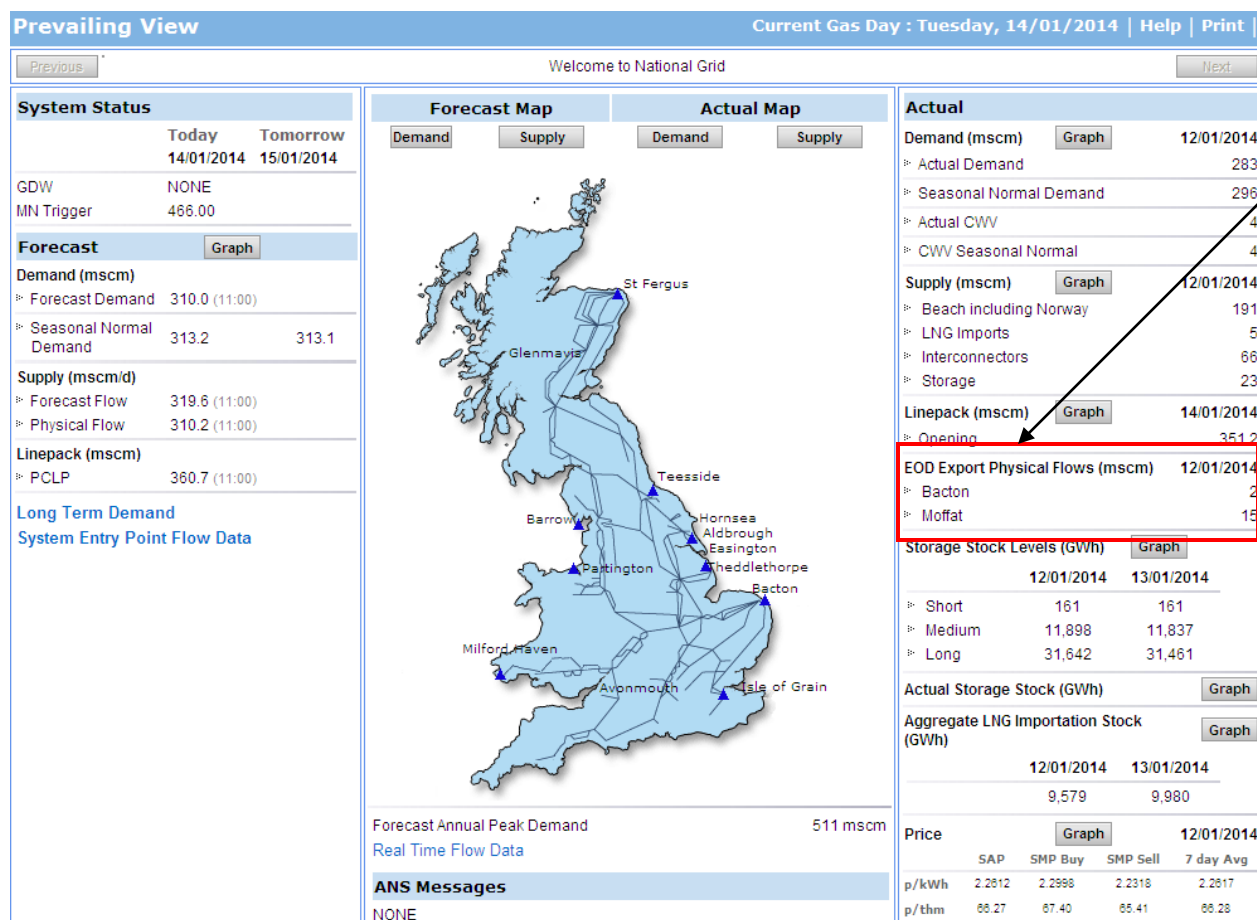 Prevailing View
Current Gas Day : Tuesday, 14/01/2014 | Help | Print |
Previous
Welcome to National Grid
Next
System Status
Today Tomorrow
14/01/2014 15/01/2014
GDW NONE
MN Trigger 466.00
Forecast Graph
Demand (mscm)
Forecast Demand 310.0 (11:00)
Seasonal Normal
Demand 313.2 313.1
Supply (mscm/d)
Forecast Flow 319.6 (11:00)
Physical Flow 310.2 (11:00)
Linepack (mscm)
PCLP 360.7 (11:00)
Long Term Demand
System Entry Point Flow Data
Forecast Map Actual Map
Demand Supply Demand Supply
St Fergus
Glenmavis
Teesside
Barrow
Hornsea
Aldbrough
Easington
Partington
Theddlethorpe
Bacton
Milford Haven
Avonmouth
Isle of Grain
Forecast Annual Peak Demand 511 mscm
Real Time Flow Data
ANS Messages
NONE
Actual
Demand (mscm) Graph 12/01/2014
Actual Demand 283
Seasonal Normal Demand 296
Actual CWV 4
CWV Seasonal Normal 4
Supply (mscm) Graph 12/01/2014
Beach including Norway 191
LNG Imports 5
Interconnectors 66
Storage 23
Linepack (mscm) Graph 14/01/2014
Opening 351.2
EOD Export Physical Flows (mscm) 12/01/2014
Bacton 2
Moffat 15
Storage Stock Levels (GWh) Graph
12/01/2014 13/01/2014
Short 161 161
Medium 11,898 11,837
Long 31,642 31,461
Actual Storage Stock (GWh) Graph
Aggregate LNG Importation Stock
(GWh) Graph
12/01/2014 13/01/2014
9,579 9,980
Price Graph 12/01/2014
SAP SMP Buy SMP Sell 7 day Avg
p/kWh 2.2612 2.2998 2.2318 2.2617
p/thm 66.27 67.40 65.41 66.28